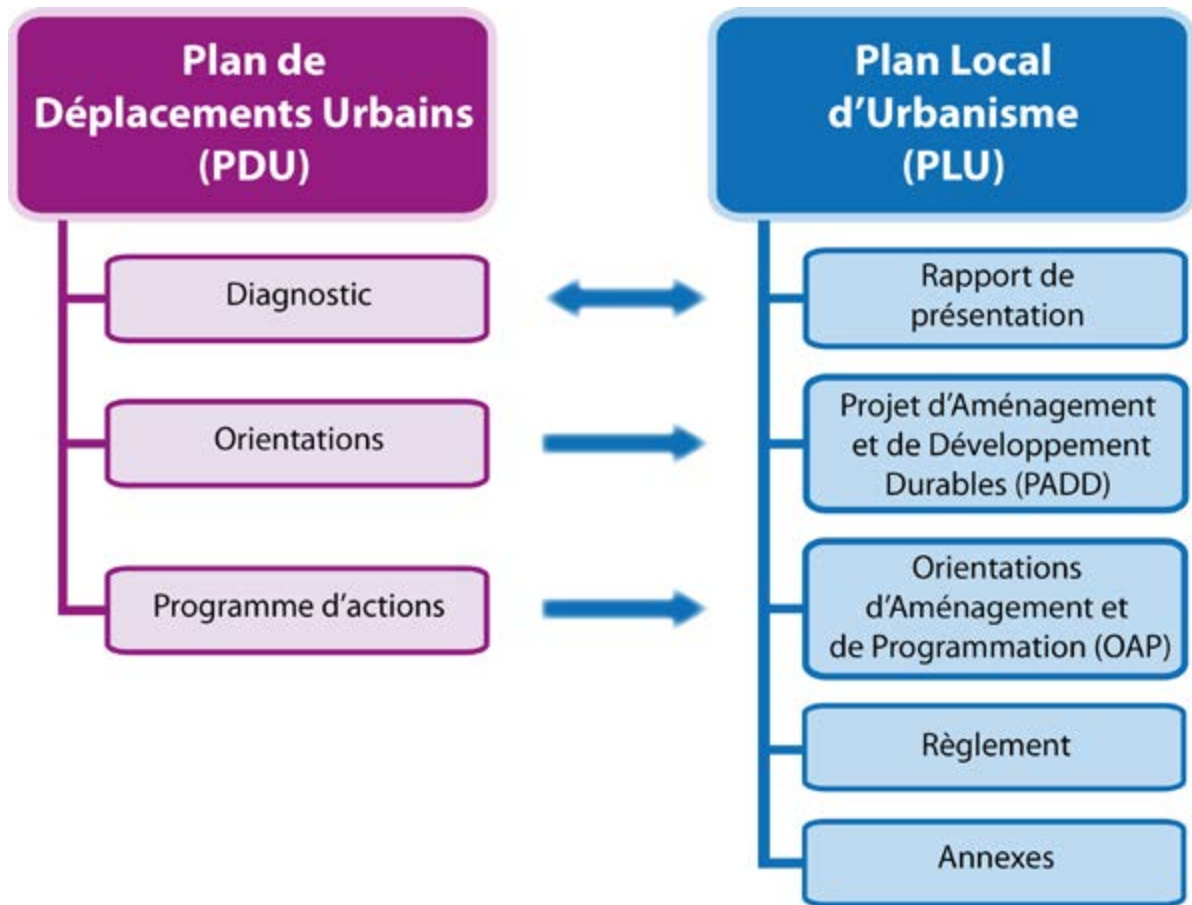 Plan de
Déplacements Urbains
(PDU)
Diagnostic
Orientations
Programme d'actions
Plan Local
d'Urbanisme
(PLU)
Rapport de
présentation
Projet d'Aménagement
et de Développement
Durables (PADD)
Orientations
d'Aménagement et
de Programmation (OAP)
Règlement
Annexes